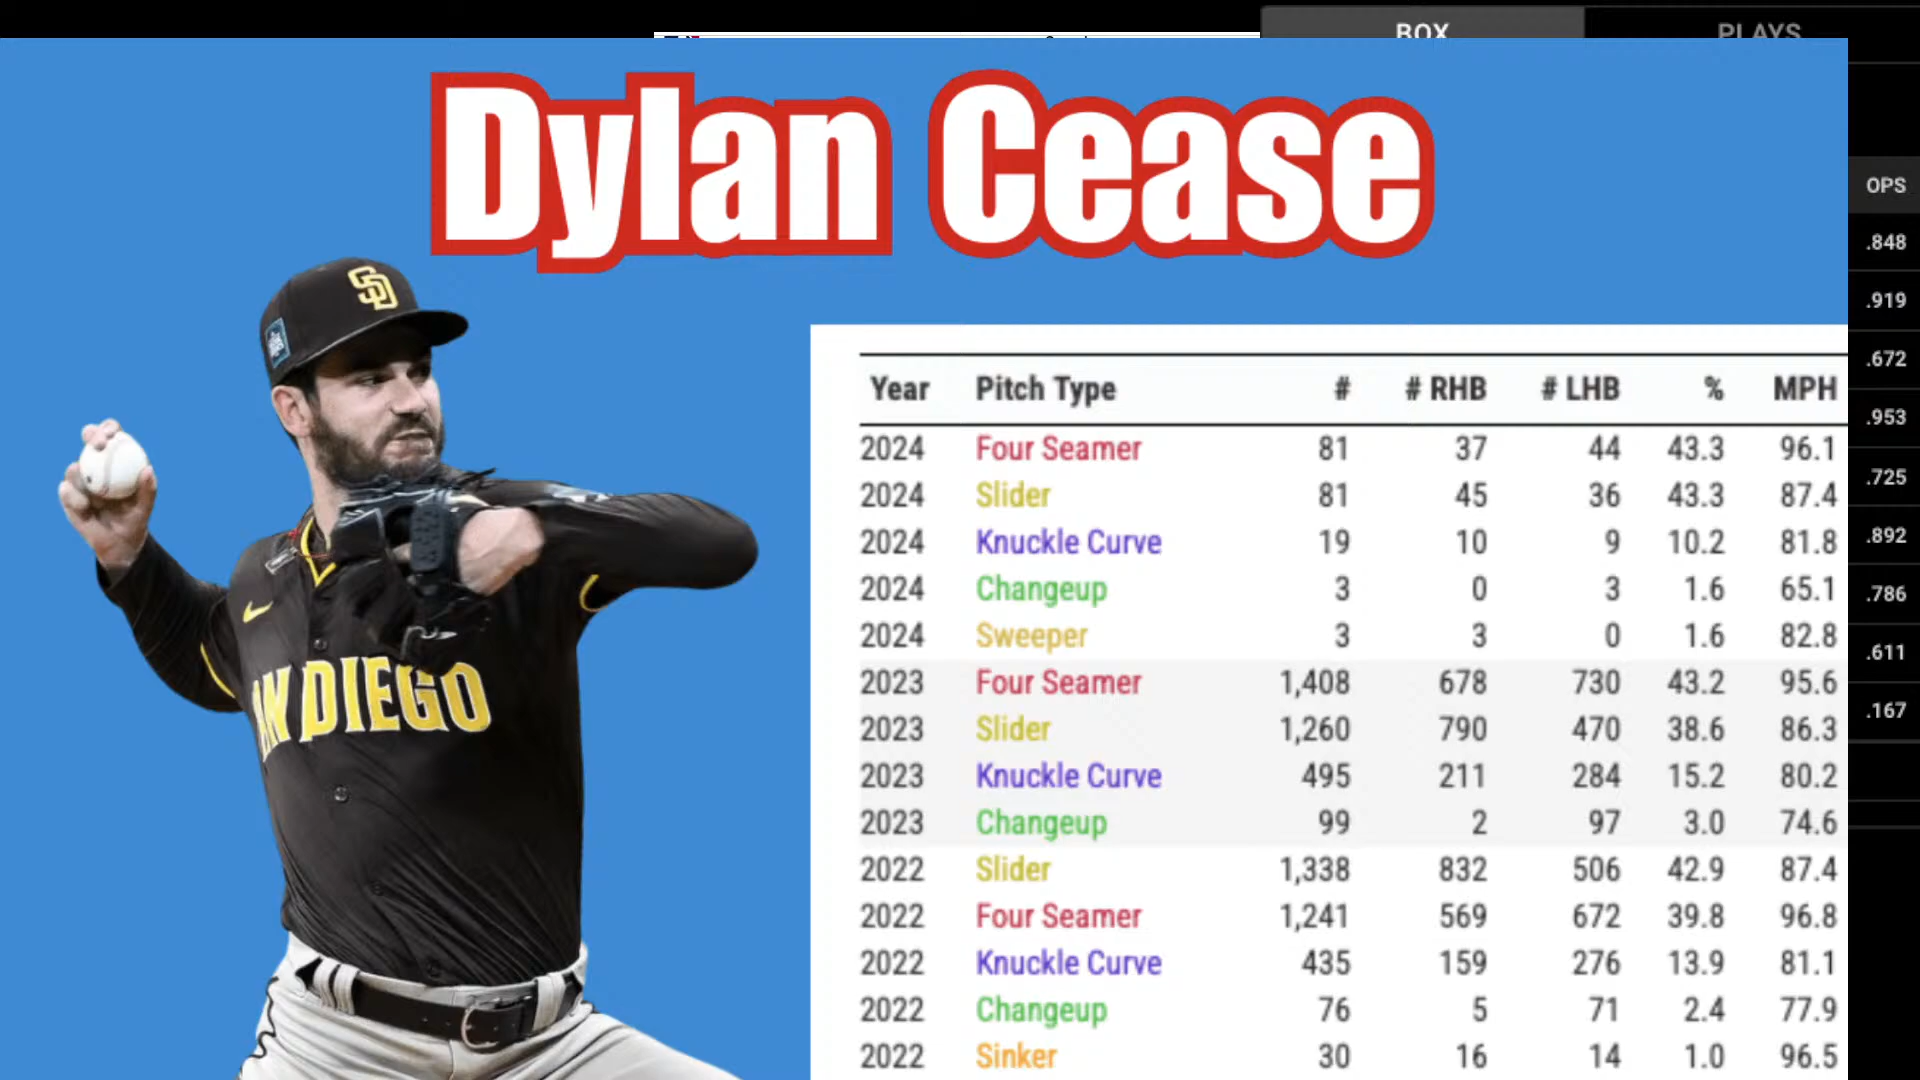 BOX PLAYS
Dylan Cease
OPS
.848
.919
.672
.953
.725
.892
.786
.611
.167
SD
SAN DIEGO
Year Pitch Type # # RHB # LHB % MPH
2024 Four Seamer 81 37 44 43.3 96.1
2024 Slider 81 45 36 43.3 87.4
2024 Knuckle Curve 19 10 9 10.2 81.8
2024 Changeup 3 0 3 1.6 65.1
2024 Sweeper 3 3 0 1.6 82.8
2023 Four Seamer 1,408 678 730 43.2 95.6
2023 Slider 1,260 790 470 38.6 86.3
2023 Knuckle Curve 495 211 284 15.2 80.2
2023 Changeup 99 2 97 3.0 74.6
2022 Slider 1,338 832 506 42.9 87.4
2022 Four Seamer 1,241 569 672 39.8 96.8
2022 Knuckle Curve 435 159 276 13.9 81.1
2022 Changeup 76 5 71 2.4 77.9
2022 Sinker 30 16 14 1.0 96.5